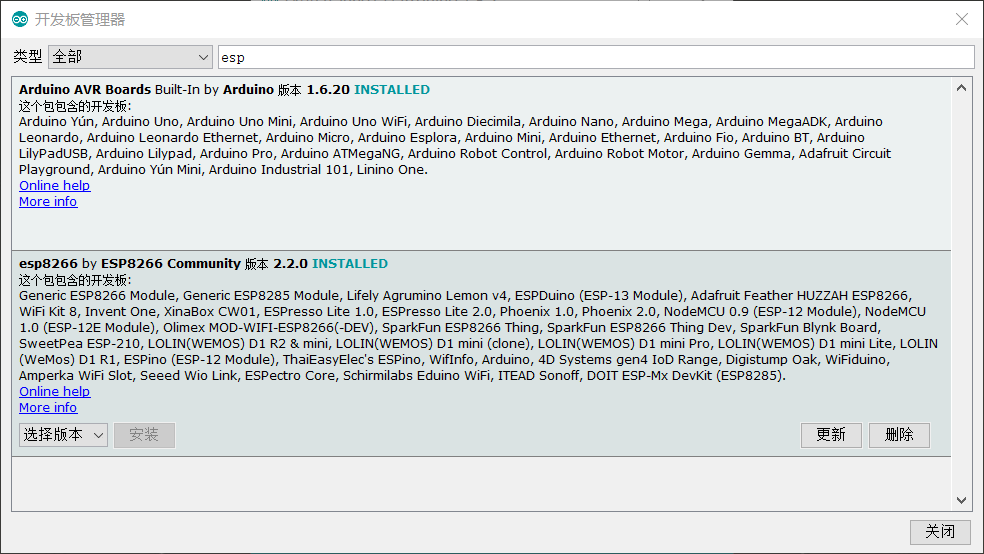 开发板管理器
类型 全部 esp
Arduino AVR Boards Built-In by Arduino 版本 1.6.20 INSTALLED
这个包包含的开发板:
Arduino Yún, Arduino Uno, Arduino Uno Mini, Arduino Uno WiFi, Arduino Diecimila, Arduino Nano, Arduino Mega, Arduino MegaADK, Arduino
Leonardo, Arduino Leonardo Ethernet, Arduino Micro, Arduino Esplora, Arduino Mini, Arduino Ethernet, Arduino Fio, Arduino BT, Arduino
LilyPadUSB, Arduino Lilypad, Arduino Pro, Arduino ATMegaNG, Arduino Robot Control, Arduino Robot Motor, Arduino Gemma, Adafruit Circuit
Playground, Arduino Yún Mini, Arduino Industrial 101, Linino One.
Online help
More info
esp8266 by ESP8266 Community 版本 2.2.0 INSTALLED
这个包包含的开发板:
Generic ESP8266 Module, Generic ESP8285 Module, Lifely Agrumino Lemon v4, ESPDuino (ESP-13 Module), Adafruit Feather HUZZAH ESP8266,
WiFi Kit 8, Invent One, XinaBox CW01, ESPresso Lite 1.0, ESPresso Lite 2.0, Phoenix 1.0, Phoenix 2.0, NodeMCU 0.9 (ESP-12 Module), NodeMCU
1.0 (ESP-12E Module), Olimex MOD-WIFI-ESP8266(-DEV), SparkFun ESP8266 Thing, SparkFun ESP8266 Thing Dev, SparkFun Blynk Board,
SweetPea ESP-210, LOLIN(WEMOS) D1 R2 & mini, LOLIN(WEMOS) D1 mini (clone), LOLIN(WEMOS) D1 mini Pro, LOLIN(WEMOS) D1 mini Lite, LOLIN
(WeMos) D1 R1, ESPino (ESP-12 Module), ThaiEasyElec's ESPino, WifInfo, Arduino, 4D Systems gen4 IoD Range, Digistump Oak, WiFiduino,
Amperka WiFi Slot, Seeed Wio Link, ESPectro Core, Schirmilabs Eduino WiFi, ITEAD Sonoff, DOIT ESP-Mx DevKit (ESP8285).
Online help
More info
选择版本 安装 更新 删除
关闭